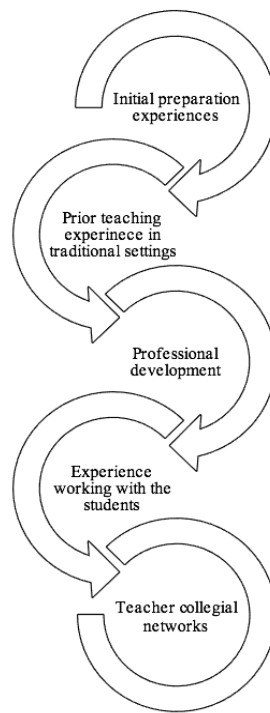 Initial preparation
experiences
Prior teaching
experinece in
traditional settings
Professional
development
Experience
working with the
students
Teacher collegial
networks